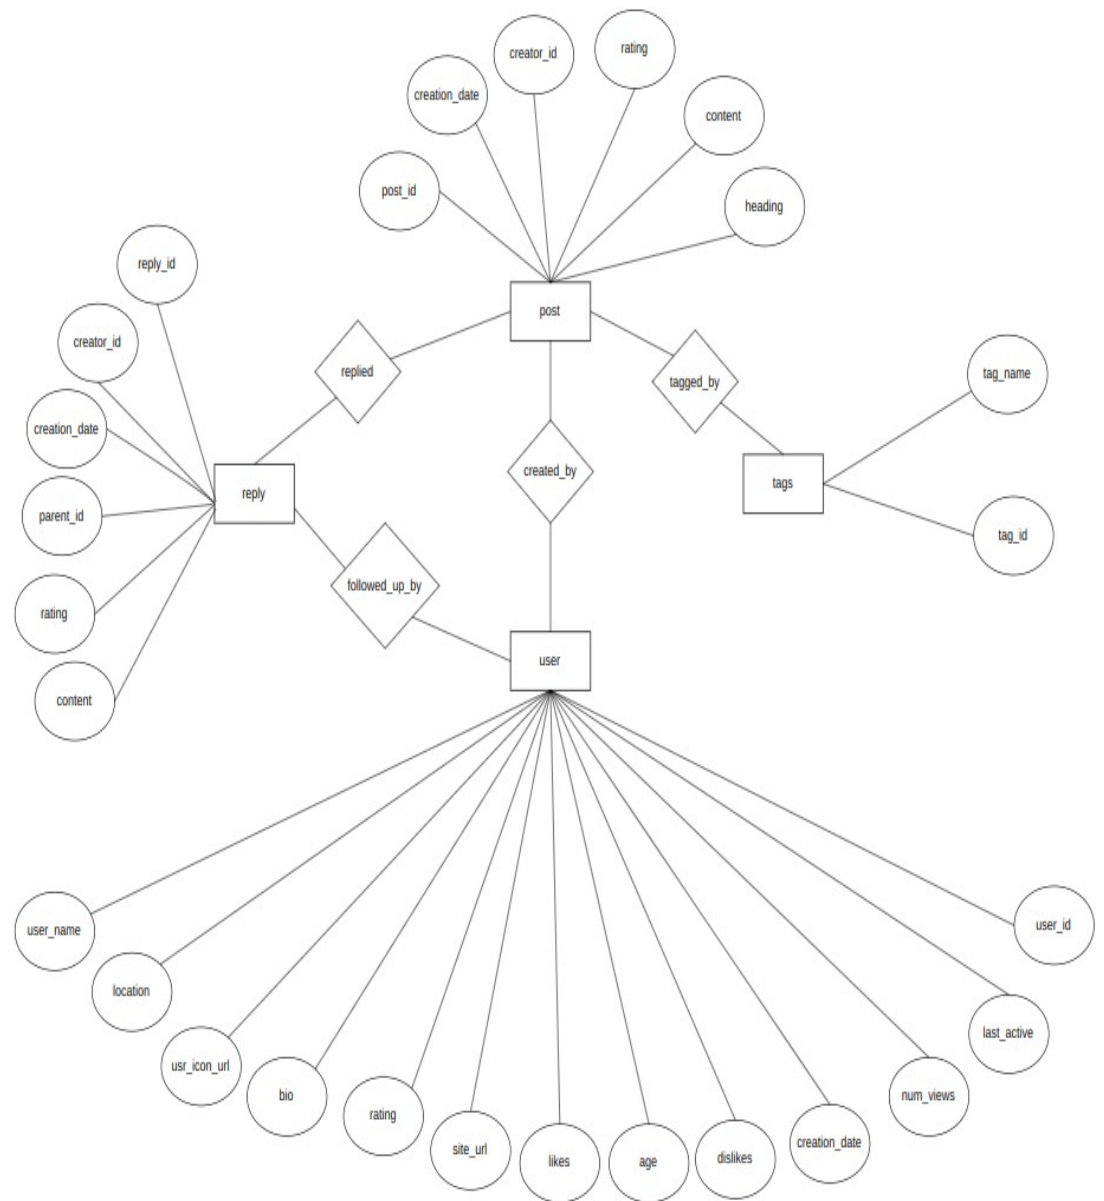 creator_id
rating
creation_date
content
post_id
heading
reply_id
post
creator_id
replied
tagged_by
tag_name
creation_date
created_by
tags
reply
parent_id
tag_id
followed_up_by
rating
user
content
user_name
user_id
location
last_active
usr_icon_url
bio
num_views
rating
site_url
likes
age
dislikes
creation_date